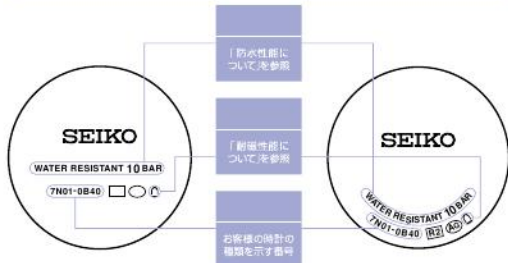 「防水性能に
ついて」を参照
SEIKO
WATER RESISTANT 10 BAR
7N01-0B40
「耐磁性能に
ついて」を参照
お客様の時計の
種類を示す番号
SEIKO
WATER RESISTANT 10 BAR
7N01-0B40 R2 AG